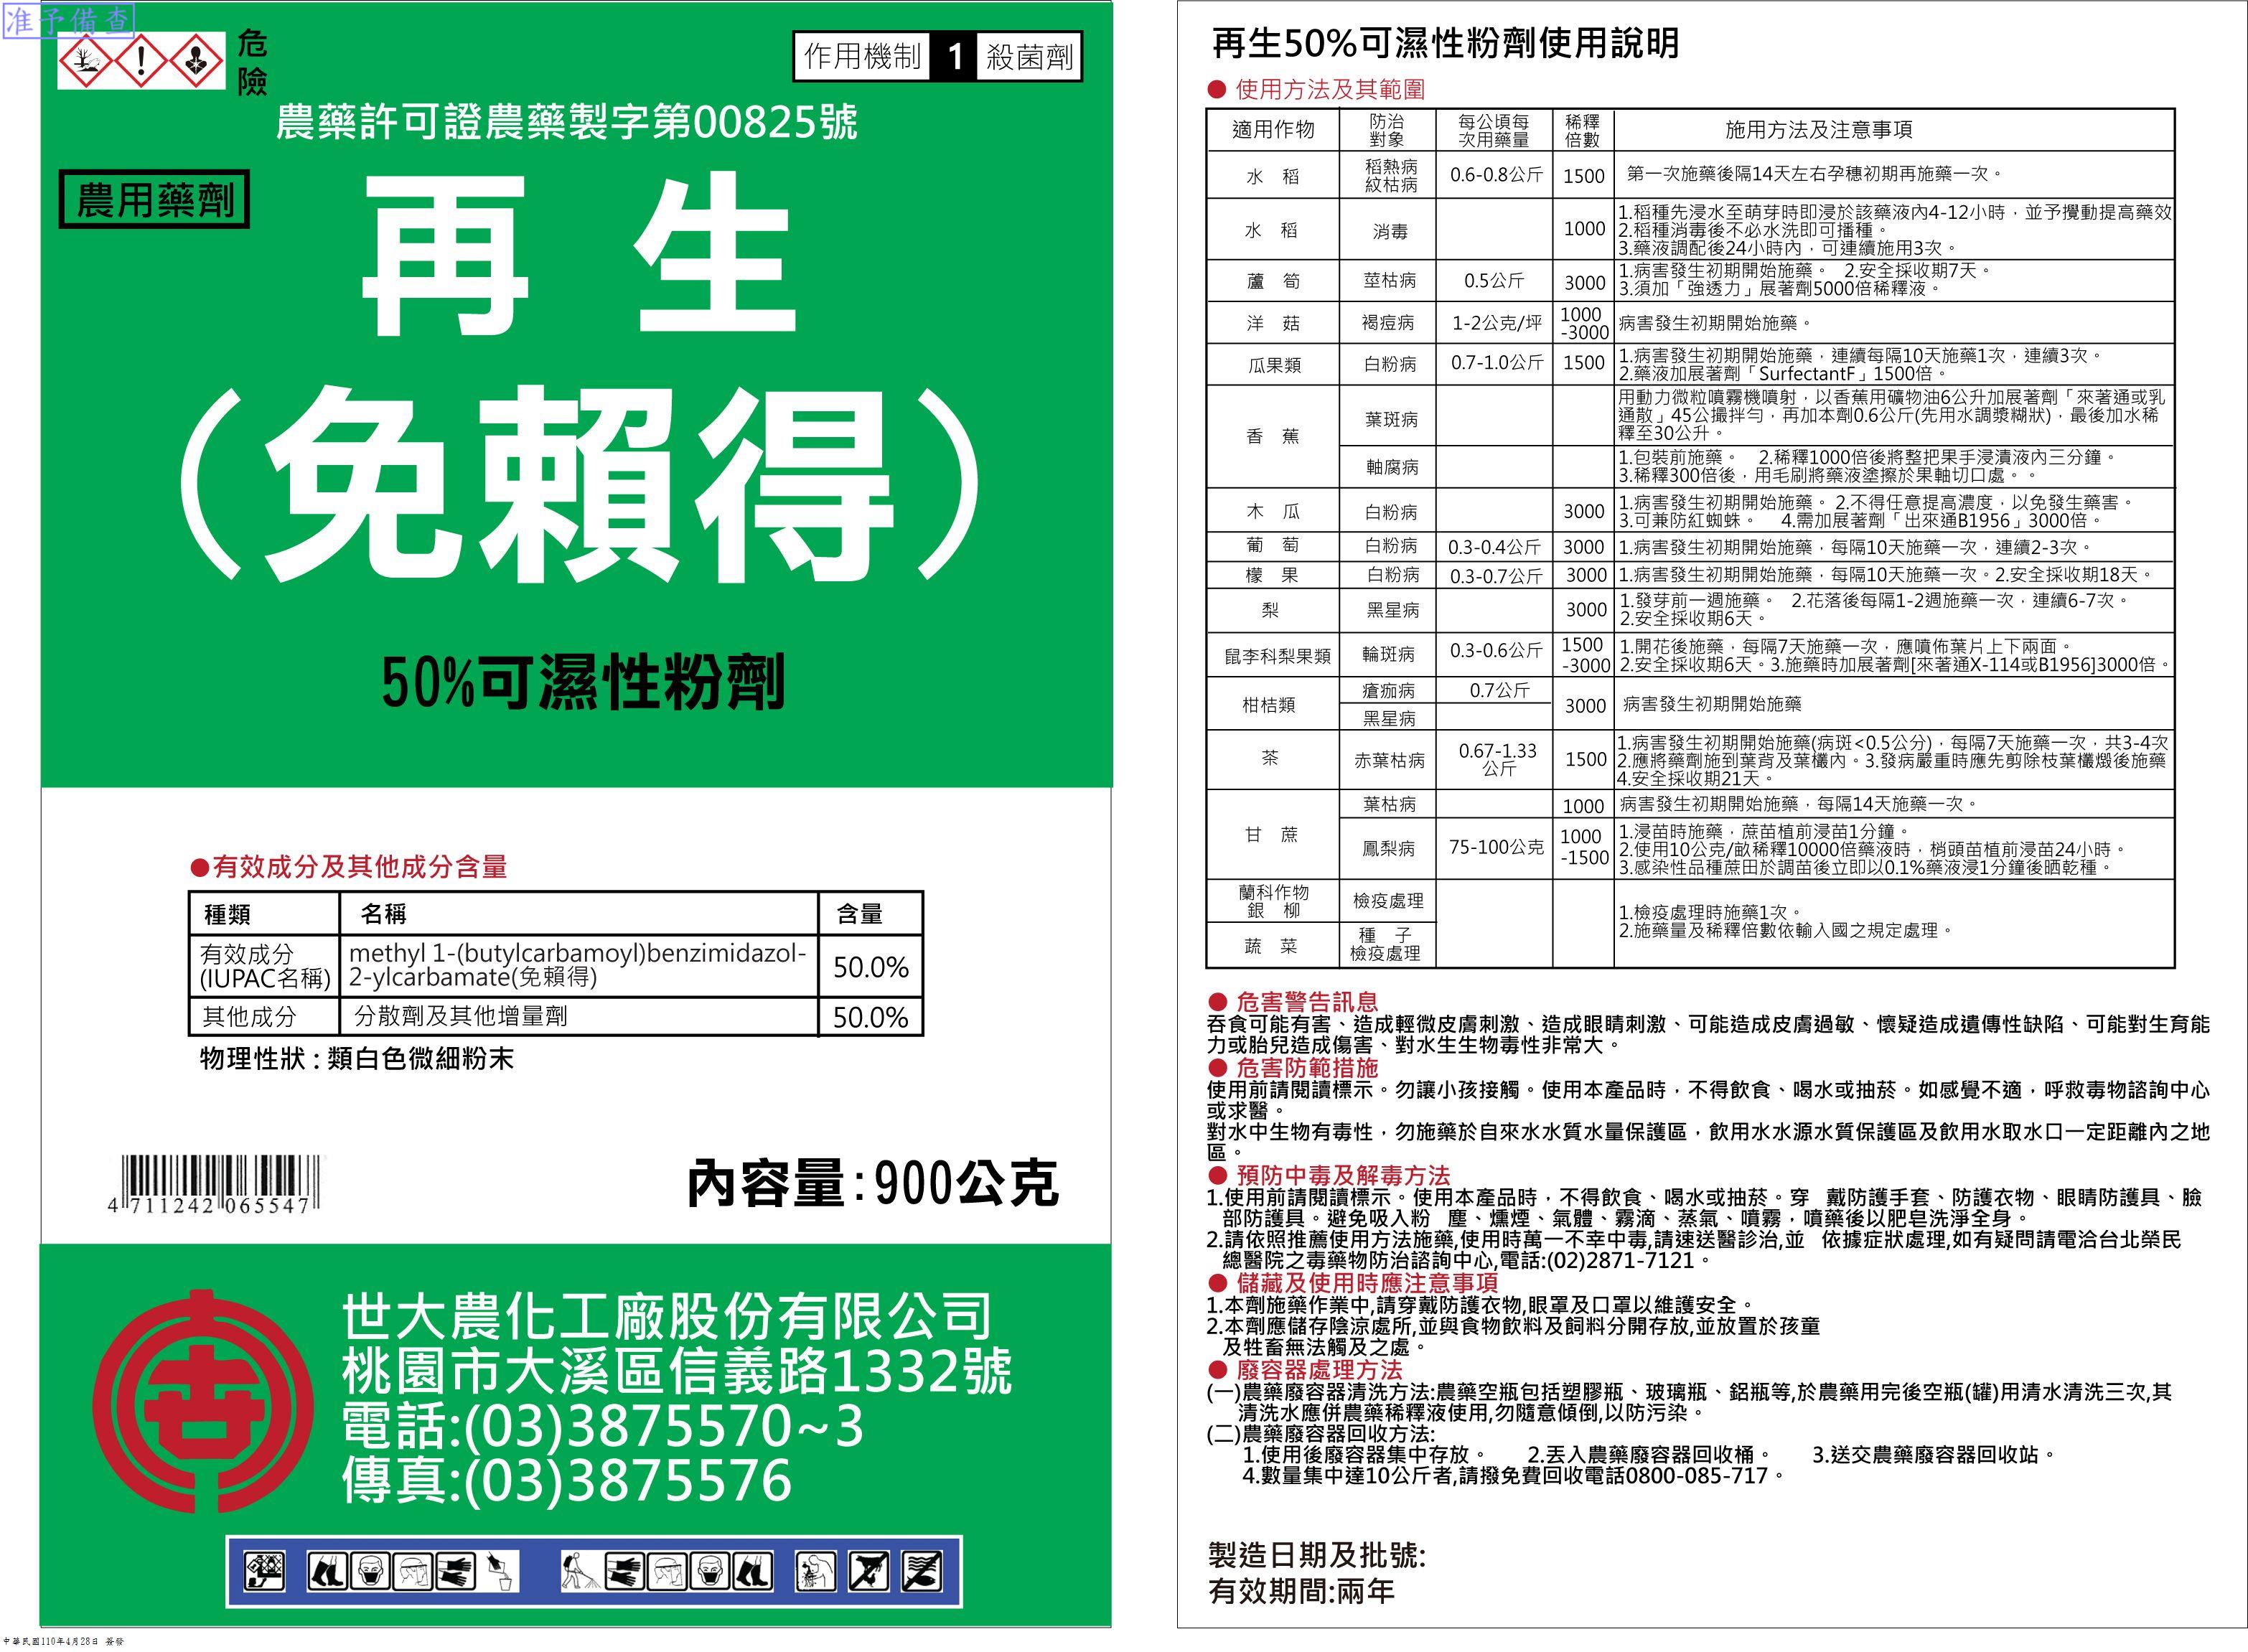 准予備查
危險
作用機制 1 殺菌劑
農藥許可證農藥製字第00825號
農用藥劑
再生
（免賴得）
50%可濕性粉劑
●有效成分及其他成分含量
種類 名稱 含量
有效成分 methyl 1-(butylcarbamoyl)benzimidazol- 50.0%
(IUPAC名稱) 2-ylcarbamate(免賴得)
其他成分 分散劑及其他增量劑 50.0%
物理性狀 : 類白色微細粉末
4 711242 065547
內容量:900公克
世大農化工廠股份有限公司
桃園市大溪區信義路1332號
電話:(03)3875570~3
傳真:(03)3875576
中華民國110年4月28日 簽發
再生50%可濕性粉劑使用說明
● 使用方法及其範圍
適用作物 防治對象 每公頃每次用藥量 稀釋倍數 施用方法及注意事項
水 稻 稻熱病 紋枯病 0.6-0.8公斤 1500 第一次施藥後隔14天左右孕穗初期再施藥一次。
水 稻 消毒 1000 1.稻種先浸水至萌芽時即浸於該藥液內4-12小時，並予攪動提高藥效
2.稻種消毒後不必水洗即可播種。
3.藥液調配後24小時內，可連續施用3次。
蘆 筍 莖枯病 0.5公斤 3000 1.病害發生初期開始施藥。 2.安全採收期7天。
3.須加「強透力」展著劑5000倍稀釋液。
洋 菇 褐痘病 1-2公克/坪 1000-3000 病害發生初期開始施藥。
瓜果類 白粉病 0.7-1.0公斤 1500 1.病害發生初期開始施藥，連續每隔10天施藥1次，連續3次。
2.藥液加展著劑「SurfectantF」1500倍。
香 蕉 葉斑病 用動力微粒噴霧機噴射，以香蕉用礦物油6公升加展著劑「來著通或乳
通散」45公撮拌勻，再加本劑0.6公斤(先用水調漿糊狀)，最後加水稀
釋至30公升。
軸腐病 1.包裝前施藥。 2.稀釋1000倍後將整把果手浸漬液內三分鐘。
3.稀釋300倍後，用毛刷將藥液塗擦於果軸切口處。。
木 瓜 白粉病 3000 1.病害發生初期開始施藥。2.不得任意提高濃度，以免發生藥害。
3.可兼防紅蜘蛛。 4.需加展著劑「出來通B1956」3000倍。
葡 萄 白粉病 0.3-0.4公斤 3000 1.病害發生初期開始施藥，每隔10天施藥一次，連續2-3次。
檬 果 白粉病 0.3-0.7公斤 3000 1.病害發生初期開始施藥，每隔10天施藥一次。2.安全採收期18天。
梨 黑星病 3000 1.發芽前一週施藥。 2.花落後每隔1-2週施藥一次，連續6-7次。
2.安全採收期6天。
鼠李科梨果類 輪斑病 0.3-0.6公斤 1500-3000 1.開花後施藥，每隔7天施藥一次，應噴佈葉片上下兩面。
2.安全採收期6天。3.施藥時加展著劑[來著通X-114或B1956]3000倍。
柑桔類 瘡痂病 0.7公斤 3000 病害發生初期開始施藥
黑星病
茶 赤葉枯病 0.67-1.33公斤 1500 1.病害發生初期開始施藥(病斑<0.5公分)，每隔7天施藥一次，共3-4次
2.應將藥劑施到葉背及葉欉內。3.發病嚴重時應先剪除枝葉欉燬後施藥
4.安全採收期21天。
甘 蔗 葉枯病 1000 病害發生初期開始施藥，每隔14天施藥一次。
鳳梨病 75-100公克 1000-1500 1.浸苗時施藥，蔗苗植前浸苗1分鐘。
2.使用10公克/畝稀釋10000倍藥液時，梢頭苗植前浸苗24小時。
3.感染性品種蔗田於調苗後立即以0.1%藥液浸1分鐘後晒乾種。
蘭科作物 銀 柳 檢疫處理 1.檢疫處理時施藥1次。
蔬 菜 種 子 檢疫處理 2.施藥量及稀釋倍數依輸入國之規定處理。
● 危害警告訊息
吞食可能有害、造成輕微皮膚刺激、造成眼睛刺激、可能造成皮膚過敏、懷疑造成遺傳性缺陷、可能對生育能
力或胎兒造成傷害、對水生生物毒性非常大。
● 危害防範措施
使用前請閱讀標示。勿讓小孩接觸。使用本產品時，不得飲食、喝水或抽菸。如感覺不適，呼救毒物諮詢中心
或求醫。
對水中生物有毒性，勿施藥於自來水水質水量保護區，飲用水水源水質保護區及飲用水取水口一定距離內之地
區。
● 預防中毒及解毒方法
1.使用前請閱讀標示。使用本產品時，不得飲食、喝水或抽菸。穿 戴防護手套、防護衣物、眼睛防護具、臉
部防護具。避免吸入粉 塵、燻煙、氣體、霧滴、蒸氣、噴霧，噴藥後以肥皂洗淨全身。
2.請依照推薦使用方法施藥,使用時萬一不幸中毒,請速送醫診治,並 依據症狀處理,如有疑問請電洽台北榮民
總醫院之毒藥物防治諮詢中心,電話:(02)2871-7121。
● 儲藏及使用時應注意事項
1.本劑施藥作業中,請穿戴防護衣物,眼罩及口罩以維護安全。
2.本劑應儲存陰涼處所,並與食物飲料及飼料分開存放,並放置於孩童
及牲畜無法觸及之處。
● 廢容器處理方法
(一)農藥廢容器清洗方法:農藥空瓶包括塑膠瓶、玻璃瓶、鋁瓶等,於農藥用完後空瓶(罐)用清水清洗三次,其
清洗水應併農藥稀釋液使用,勿隨意傾倒,以防污染。
(二)農藥廢容器回收方法:
1.使用後廢容器集中存放。 2.丟入農藥廢容器回收桶。 3.送交農藥廢容器回收站。
4.數量集中達10公斤者,請撥免費回收電話0800-085-717。
製造日期及批號:
有效期間:兩年